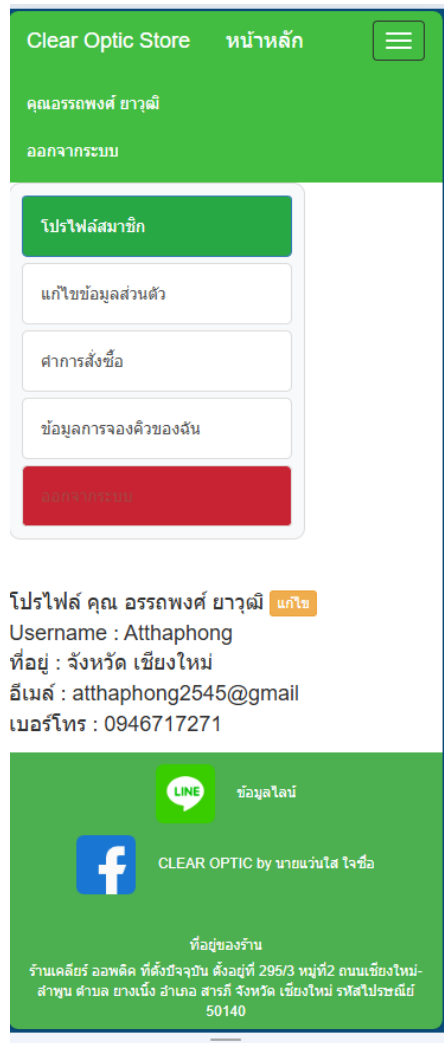 Clear Optic Store หน้าหลัก
คุณอรรถพงศ์ ยาวุฒิ
ออกจากระบบ
โปรไฟล์สมาชิก
แก้ไขข้อมูลส่วนตัว
ศาการสั่งซื้อ
ข้อมูลการจองคิวของฉัน
ออกจากระบบ
โปรไฟล์ คุณ อรรถพงศ์ ยาวุฒิ แก้ไข
Username : Atthaphong
ที่อยู่ : จังหวัด เชียงใหม่
อีเมล์ : atthaphong2545@gmail
เบอร์โทร : 0946717271
LINE ข้อมูลไลน์
CLEAR OPTIC by นายแว่นใส ใจซื่อ
ที่อยู่ของร้าน
ร้านเคลียร์ ออพติค ที่ตั้งปัจจุบัน ตั้งอยู่ที่ 295/3 หมู่ที่2 ถนนเชียงใหม่-
ลำพูน ตำบล ยางเนิ้ง อำเภอ สารภี จังหวัด เชียงใหม่ รหัสไปรษณีย์
50140